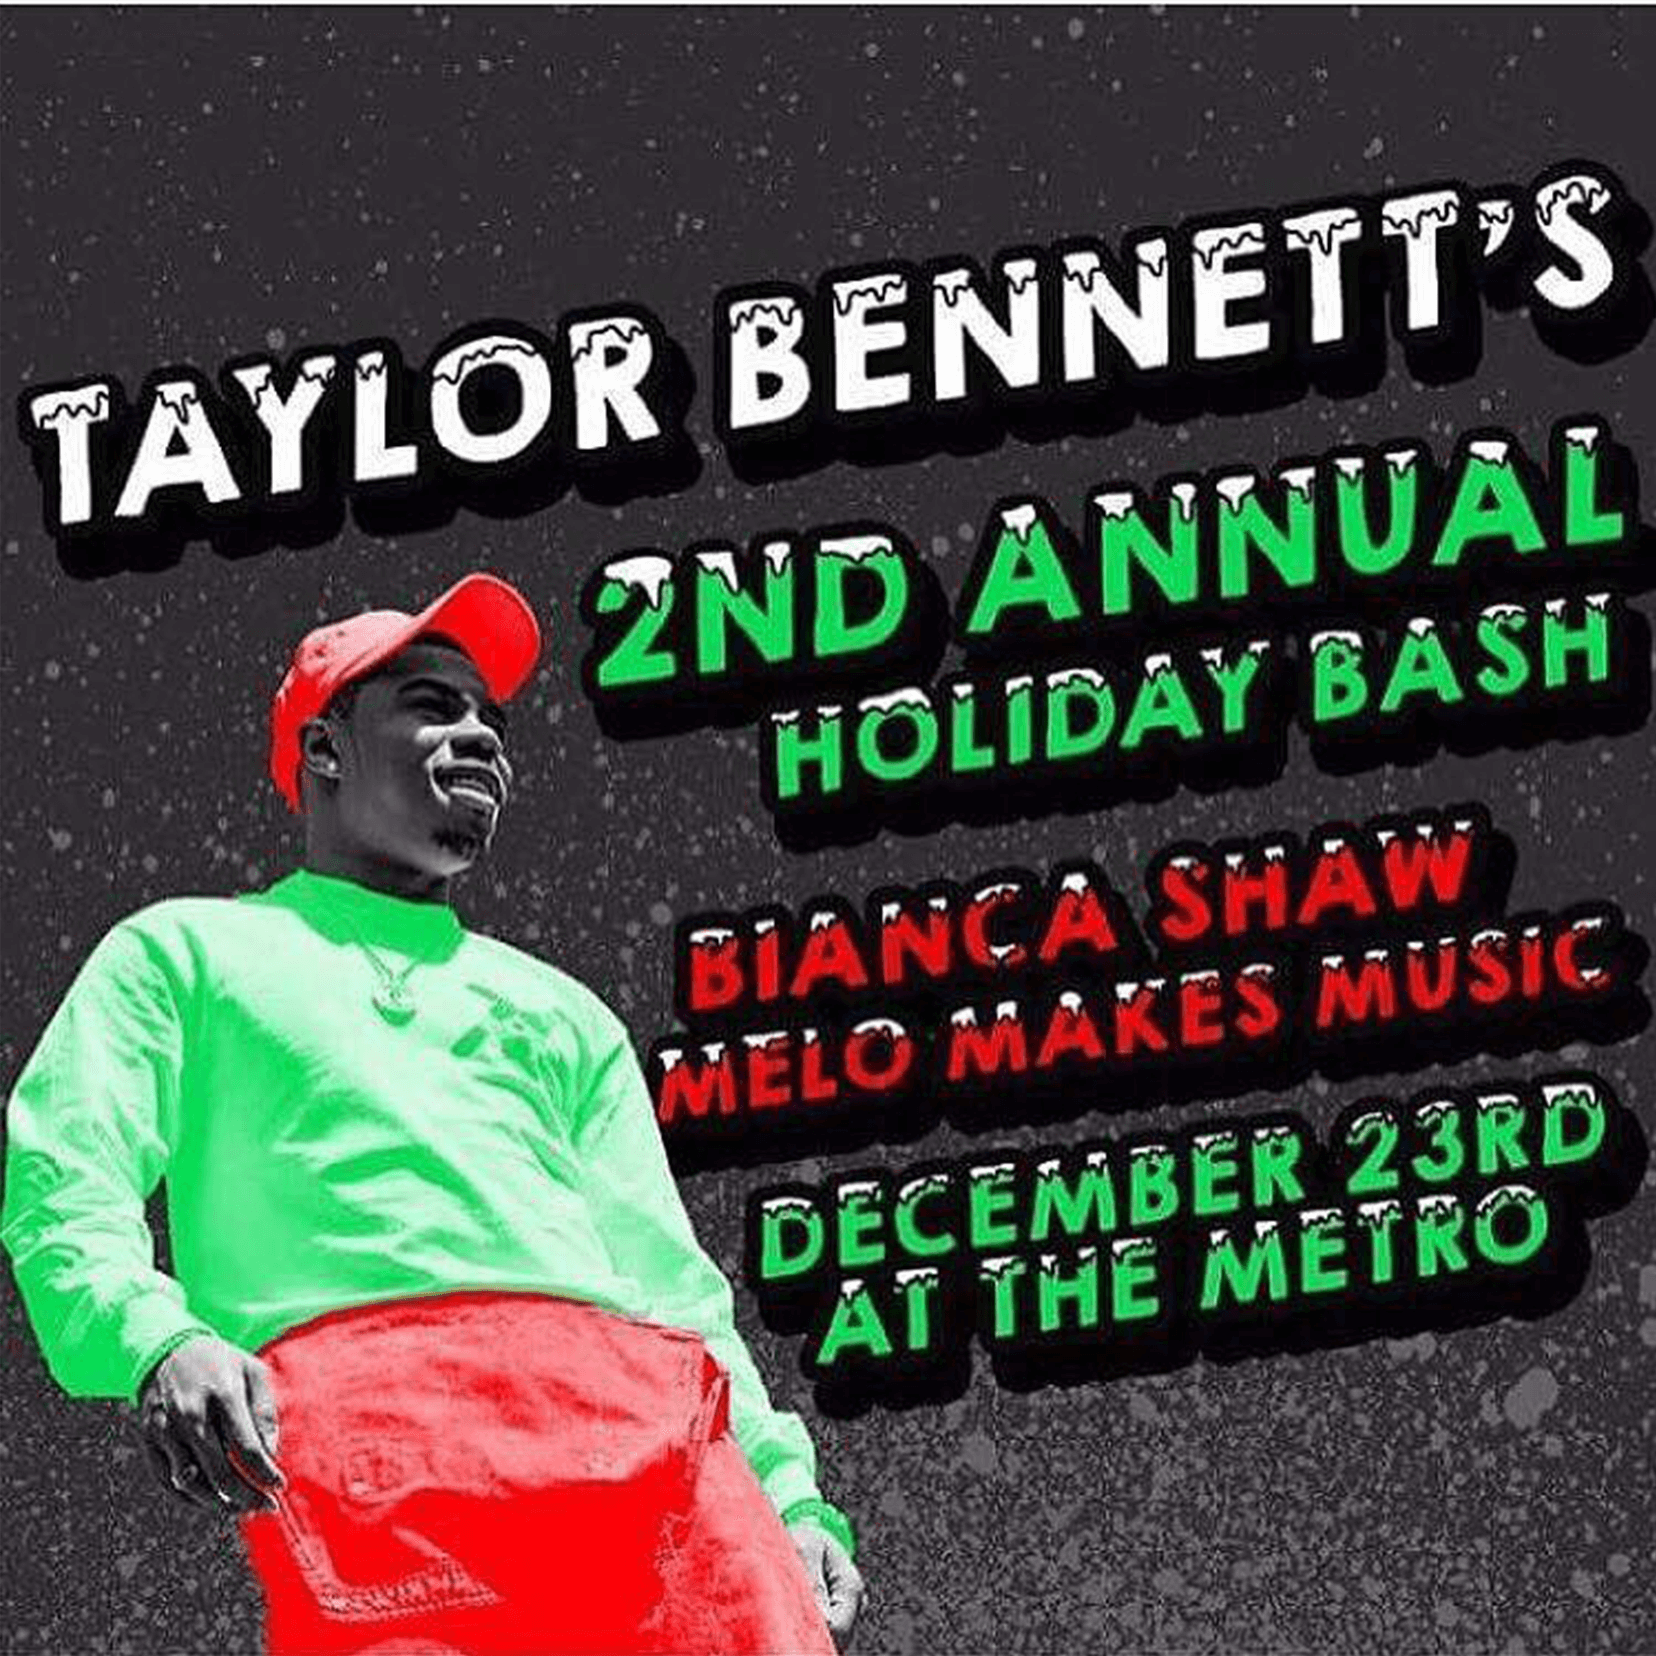 TAYLOR BENNETT'S
2ND ANNUAL
HOLIDAY BASH
BIANCA SHAW
MELO MAKES MUSIC
DECEMBER 23RD
AT THE METRO